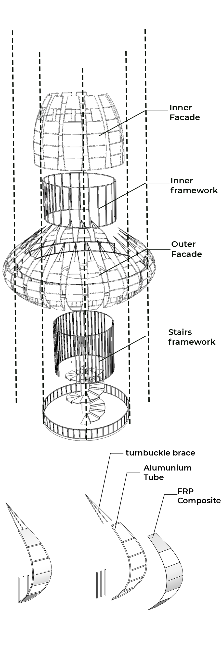 Inner
Facade
Inner
framework
Outer
Facade
Stairs
framework
turnbuckle brace
Alumunium
Tube
FRP
Composite